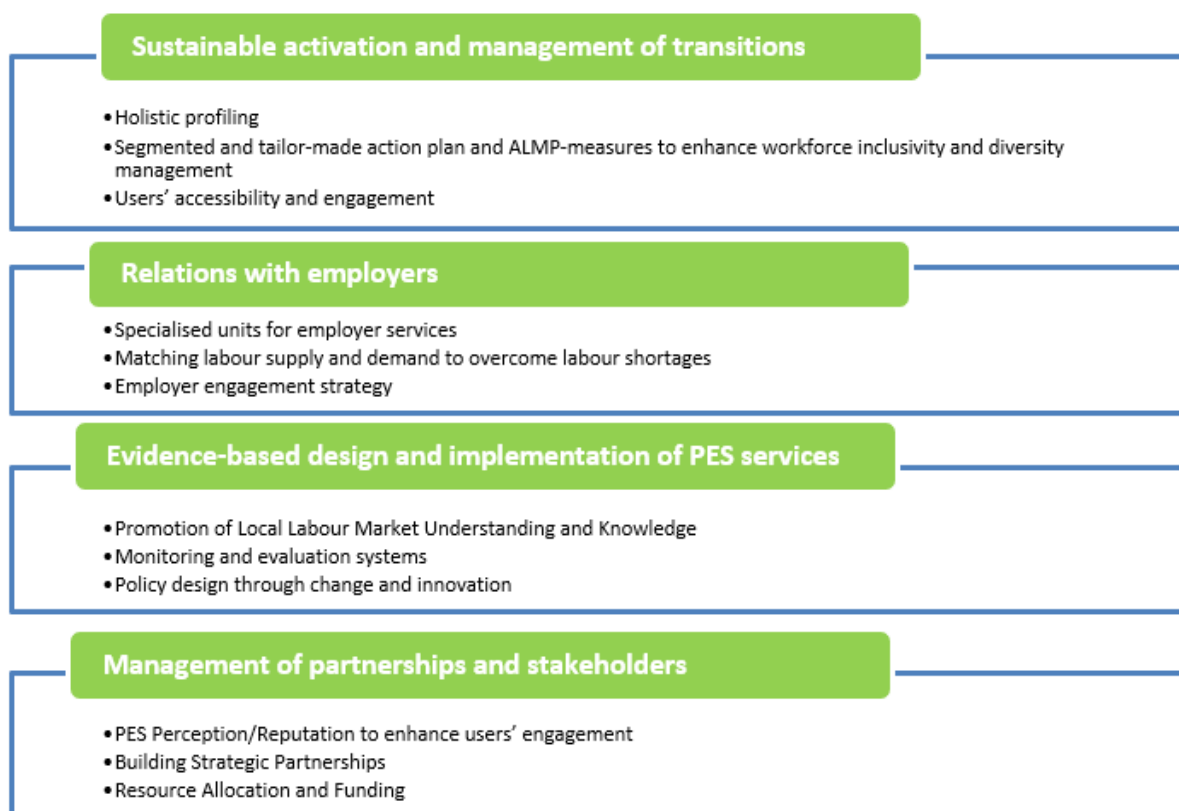 Sustainable activation and management of transitions
•Holistic profiling
•Segmented and tailor-made action plan and ALMP-measures to enhance workforce inclusivity and diversity
management
•Users’ accessibility and engagement
Relations with employers
•Specialised units for employer services
•Matching labour supply and demand to overcome labour shortages
•Employer engagement strategy
Evidence-based design and implementation of PES services
•Promotion of Local Labour Market Understanding and Knowledge
•Monitoring and evaluation systems
•Policy design through change and innovation
Management of partnerships and stakeholders
•PES Perception/Reputation to enhance users’ engagement
•Building Strategic Partnerships
•Resource Allocation and Funding